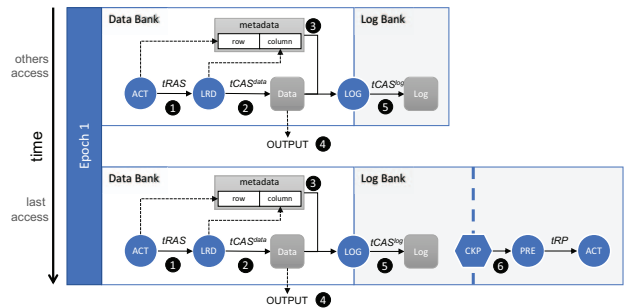 Data Bank
Log Bank
metadata
row column
3
others
access
tRAS
tCASdata
tCASlog
ACT
LRD
Data
LOG
Log
1
2
5
OUTPUT 4
time
Epoch 1
Data Bank
Log Bank
metadata
row column
3
last
access
tRAS
tCASdata
tCASlog
tRP
ACT
LRD
Data
LOG
Log
CKP
PRE
ACT
1
2
5
6
OUTPUT 4